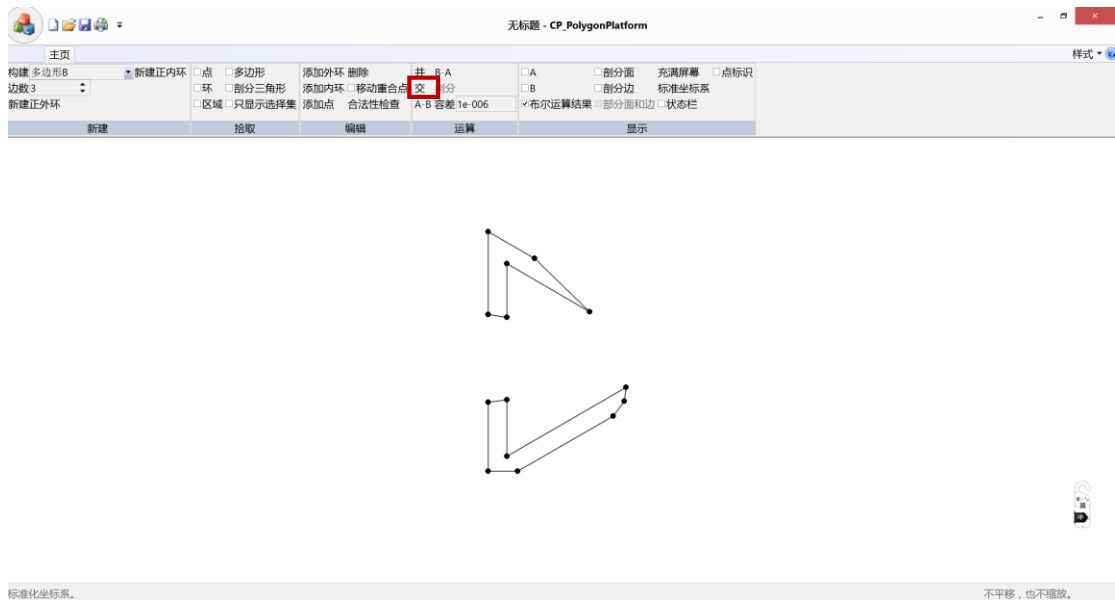 无标题 - CP_PolygonPlatform
主页 样式
构建 多边形B 新建正内环 点 多边形 添加外环 删除 并 B-A A 剖分面 充满屏幕 点标识
边数 3 环 剖分三角形 添加内环 移动重合点 交 剖分 B 剖分边 标准坐标系
新建正外环 区域 只显示选择集 添加点 合法性检查 A-B 容差 1e-006 布尔运算结果 部分面和边 状态栏
新建 拾取 编辑 运算 显示
中
标准化坐标系。 不平移，也不缩放。